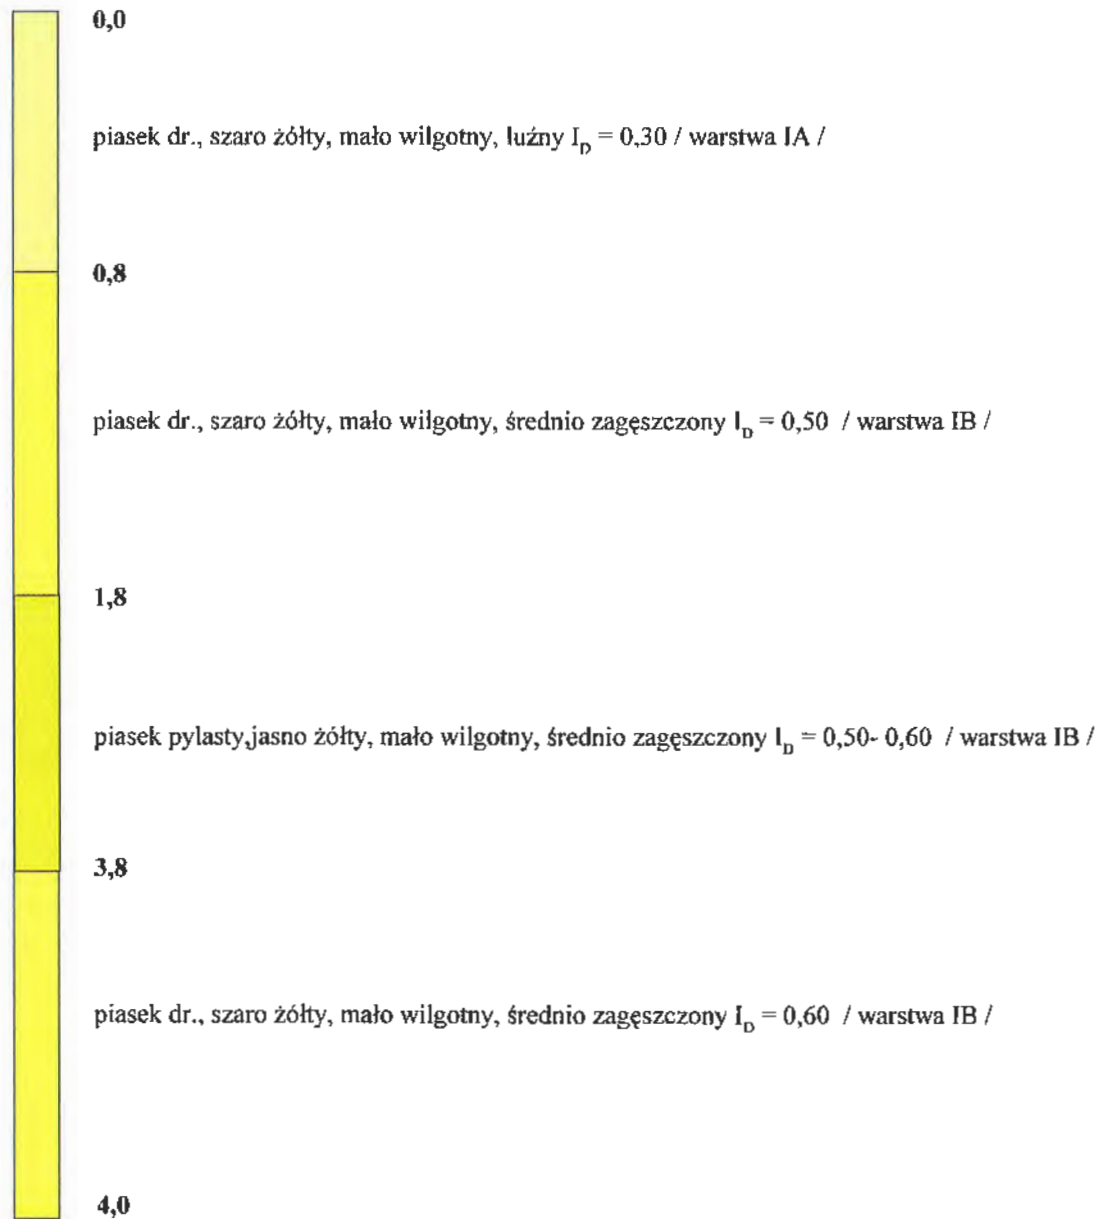 0,0
piasek dr., szaro żółty, mało wilgotny, luźny I_D = 0,30 / warstwa IA /
0,8
piasek dr., szaro żółty, mało wilgotny, średnio zagęszczony I_D = 0,50 / warstwa IB /
1,8
piasek pylasty,jasno żółty, mało wilgotny, średnio zagęszczony I_D = 0,50- 0,60 / warstwa IB /
3,8
piasek dr., szaro żółty, mało wilgotny, średnio zagęszczony I_D = 0,60 / warstwa IB /
4,0